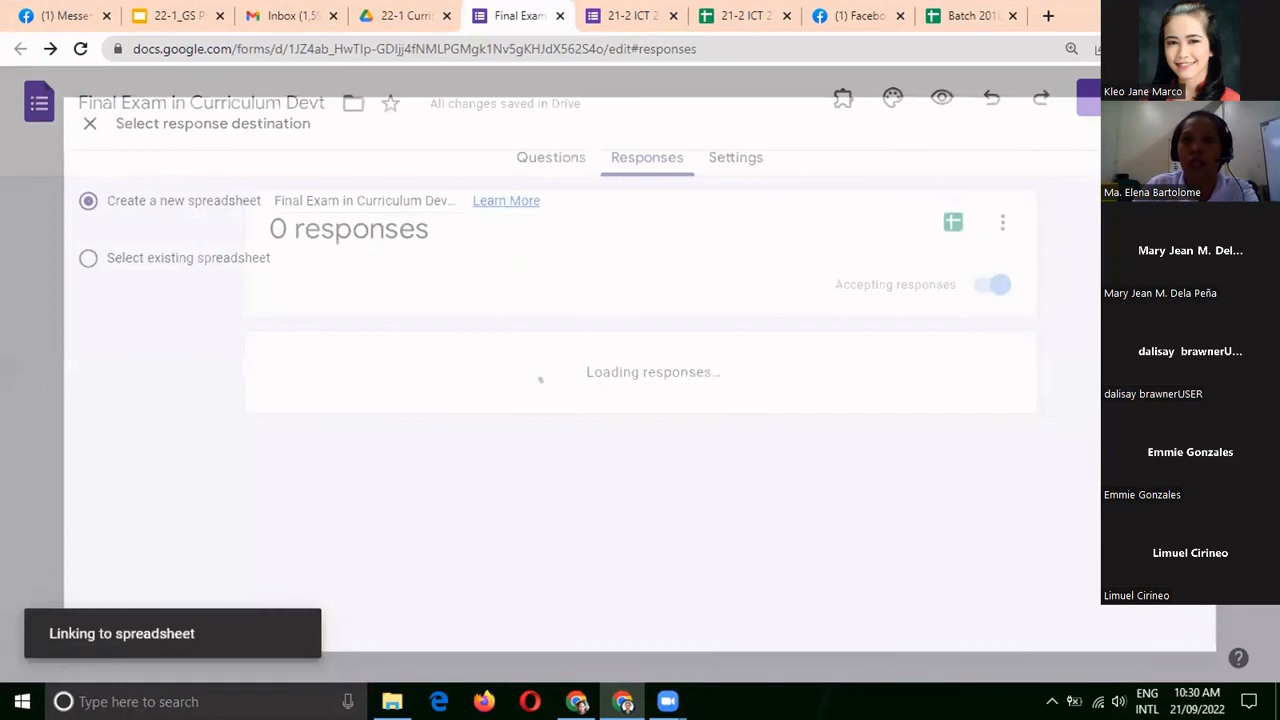 (1) Messer
22-1_GS P
Inbox (1,59
22-1 Curri
Final Exam
21-2 ICT 2
21-2 ICT 2
(1) Facebo
Batch 2018
docs.google.com/forms/d/1JZ4ab_HwTIp-GDIjj4fNMLPGMgk1Nv5gKHJdX562S4o/edit#responses
Final Exam in Curriculum Devt
All changes saved in Drive
Select response destination
Questions
Responses
Settings
Create a new spreadsheet
Final Exam in Curriculum Dev...
Learn More
0 responses
Select existing spreadsheet
Accepting responses
Loading responses...
Linking to spreadsheet
Kleo Jane Marco
Ma. Elena Bartolome
Mary Jean M. Del...
Mary Jean M. Dela Peña
dalisay brawnerU...
dalisay brawnerUSER
Emmie Gonzales
Emmie Gonzales
Limuel Cirineo
Limuel Cirineo
Type here to search
ENG
INTL
10:30 AM
21/09/2022